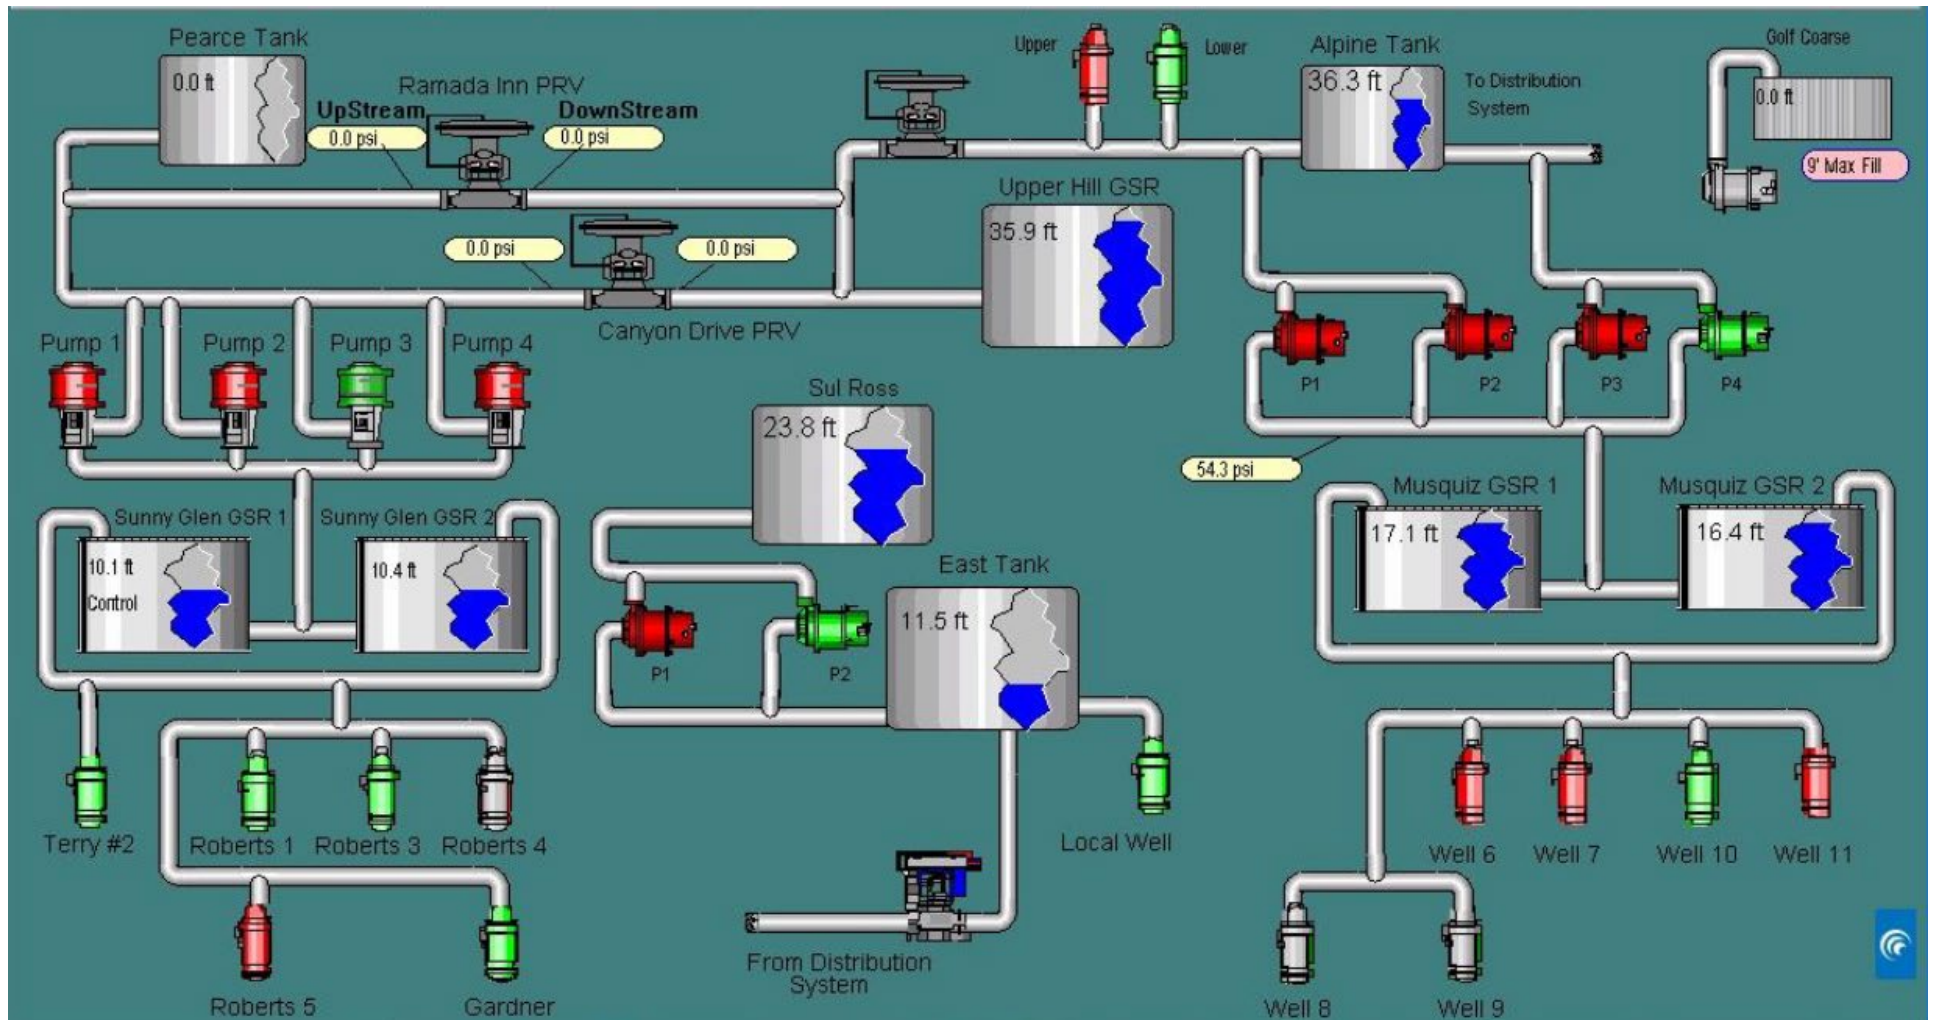 Pearce Tank
0.0 ft
Ramada Inn PRV
UpStream
DownStream
0.0 psi
0.0 psi
Upper
Lower
Alpine Tank
36.3 ft
To Distribution
System
Golf Coarse
0.0 ft
9' Max Fill
Upper Hill GSR
35.9 ft
0.0 psi
0.0 psi
Canyon Drive PRV
Pump 1
Pump 2
Pump 3
Pump 4
P1
P2
P3
P4
54.3 psi
Sul Ross
23.8 ft
Sunny Glen GSR 1
Sunny Glen GSR 2
10.1 ft
Control
10.4 ft
Musquiz GSR 1
Musquiz GSR 2
17.1 ft
16.4 ft
East Tank
11.5 ft
P1
P2
Terry #2
Roberts 1
Roberts 3
Roberts 4
Local Well
Well 6
Well 7
Well 10
Well 11
From Distribution
System
Roberts 5
Gardner
Well 8
Well 9